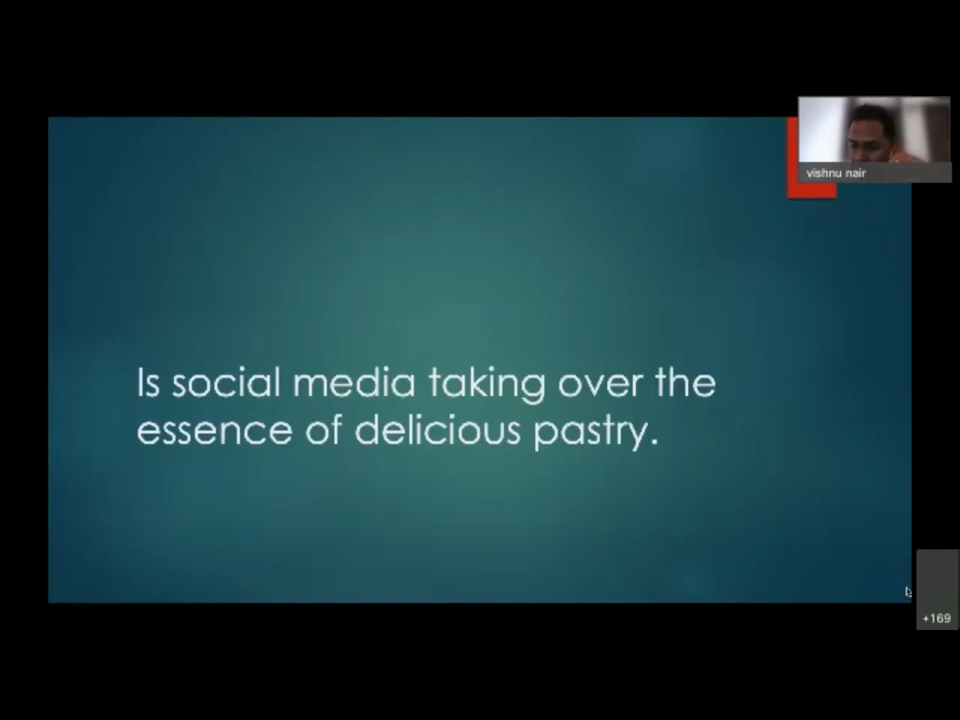 vishnu nair
Is social media taking over the
essence of delicious pastry.
+169